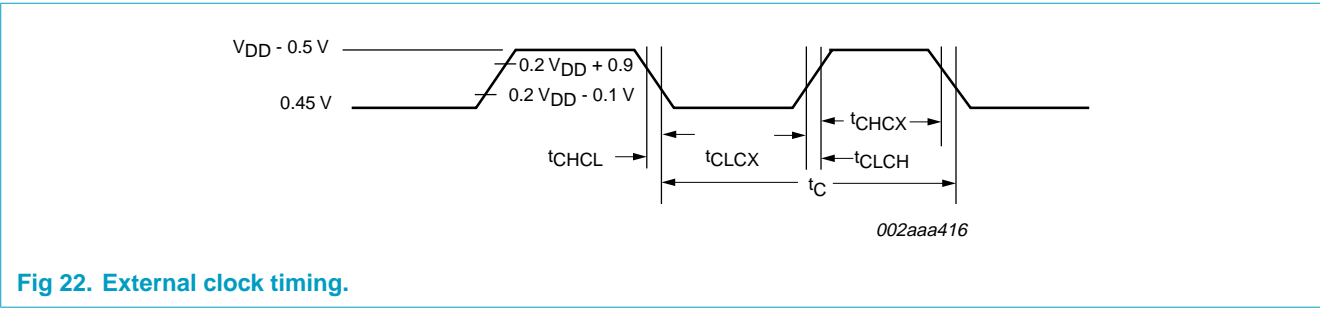 VDD - 0.5 V
0.2 VDD + 0.9
0.2 VDD - 0.1 V
0.45 V
tCHCX
tCHCL
tCLCX
tCLCH
tC
002aaa416
Fig 22. External clock timing.